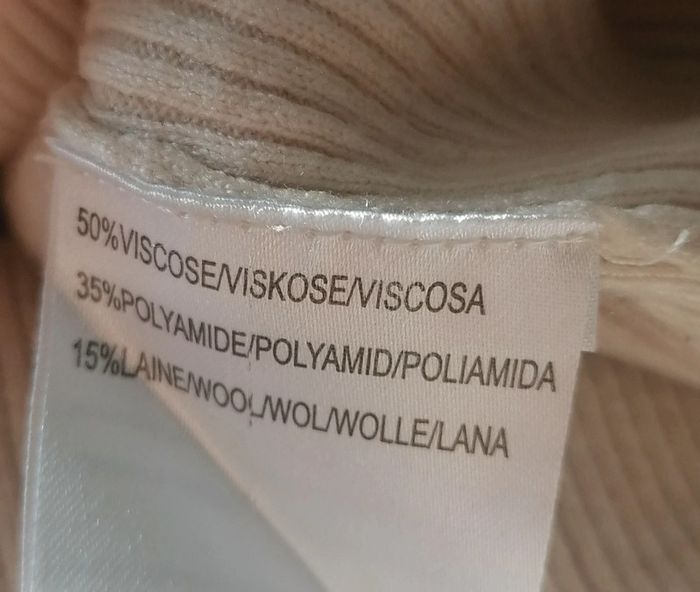 50%VISCOSE/VISKOSE/VISCOSA
35%POLYAMIDE/POLYAMID/POLIAMIDA
15%LAINE/WOOL/WOL/WOLLE/LANA